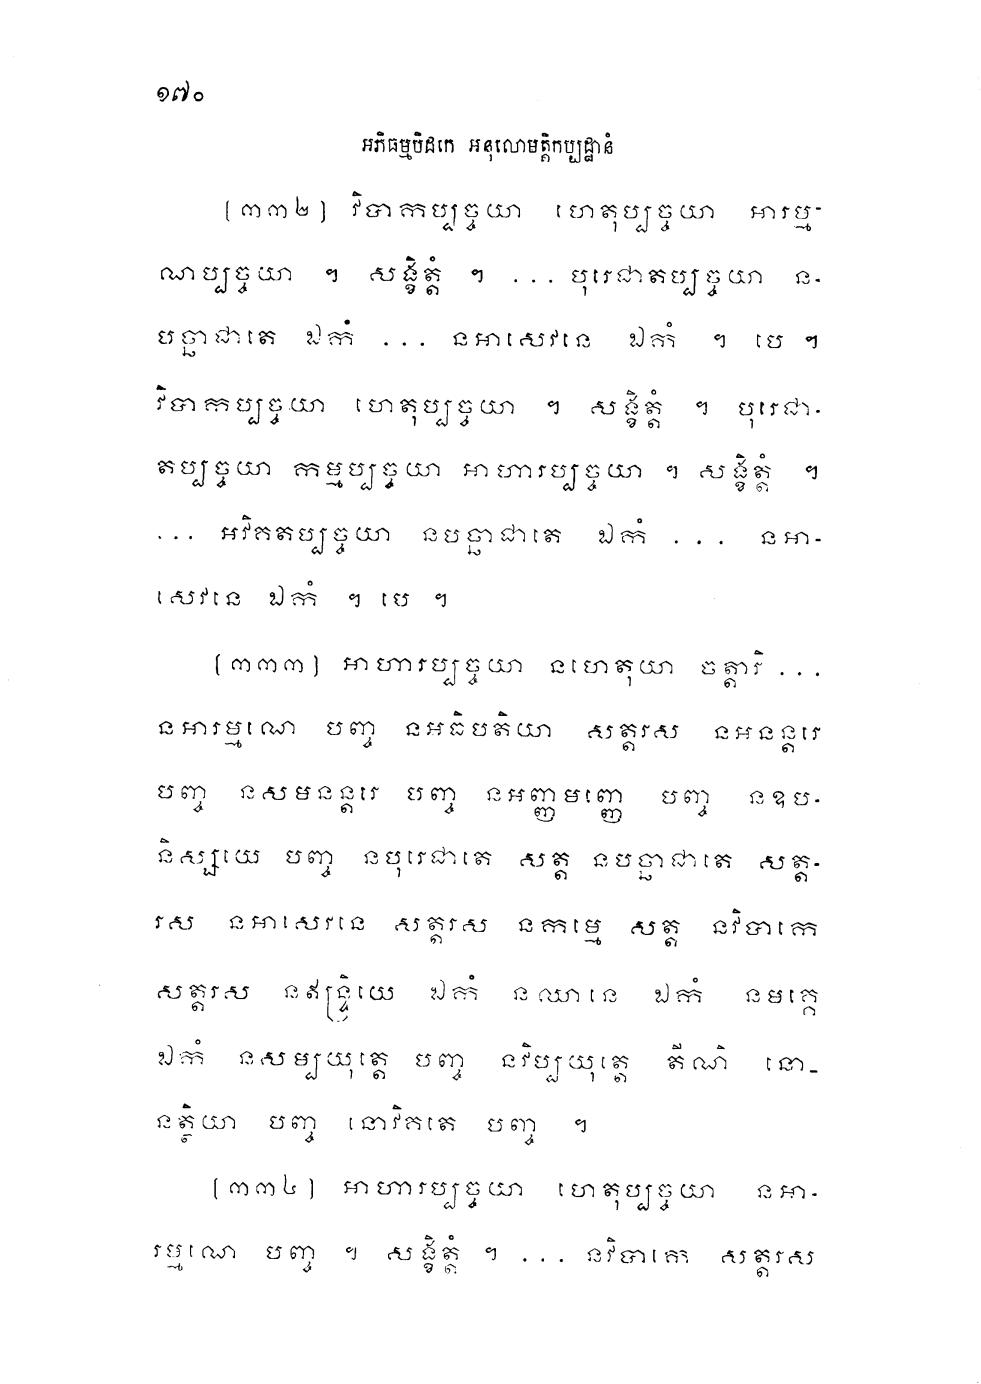 ១៧០
អភិធម្មបិដកេ អនុលោមត្តិកប្បដ្ឋានំ
(៣៣២) វិបាកប្បច្ចយា ហេតុប្បច្ចយា អារម្ម-
ណប្បច្ចយា ។ សង្ខិត្តំ ។ ... បុរេជាតប្បច្ចយា ន-
បច្ឆាជាតេ ឯកំ ... នអាសេវនេ ឯកំ ។ បេ ។
វិបាកប្បច្ចយា ហេតុប្បច្ចយា ។ សង្ខិត្តំ ។ បុរេជា-
តប្បច្ចយា កម្មប្បច្ចយា អាហារប្បច្ចយា ។ សង្ខិត្តំ ។
... អវិគតប្បច្ចយា នបច្ឆាជាតេ ឯកំ ... នអា-
សេវនេ ឯកំ ។ បេ ។
(៣៣៣) អាហារប្បច្ចយា នហេតុយា ចត្តារិ ...
នអារម្មណេ បញ្ច នអធិបតិយា សត្តរស នអនន្តរេ
បញ្ច នសមនន្តរេ បញ្ច នអញ្ញមញ្ញេ បញ្ច នឧប-
និស្សយេ បញ្ច នបុរេជាតេ សត្ត នបច្ឆាជាតេ សត្ត-
រស នអាសេវនេ សត្តរស នកម្មេ សត្ត នវិបាកេ
សត្តរស នឥន្ទ្រិយេ ឯកំ នឈានេ ឯកំ នមគ្គេ
ឯកំ នសម្បយុត្តេ បញ្ច នវិប្បយុត្តេ តីណិ នោ-
នត្ថិយា បញ្ច នោវិគតេ បញ្ច ។
(៣៣៤) អាហារប្បច្ចយា ហេតុប្បច្ចយា នអា-
រម្មណេ បញ្ច ។ សង្ខិត្តំ ។ ... នវិបាកេ សត្តរស